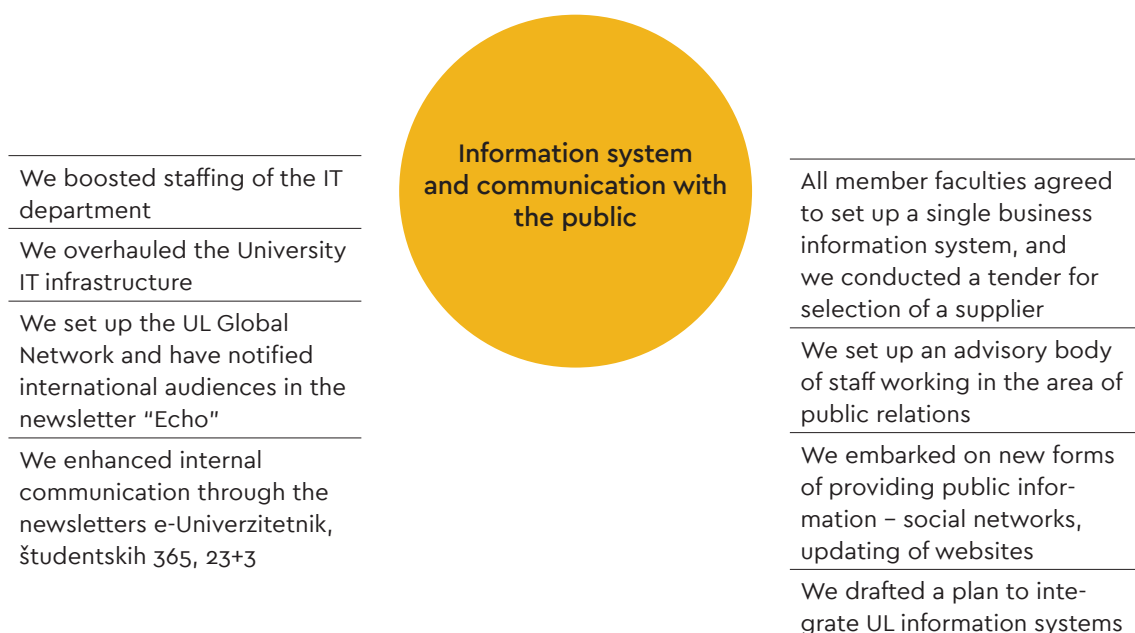 Information system
and communication with
the public
We boosted staffing of the IT
department
We overhauled the University
IT infrastructure
We set up the UL Global
Network and have notified
international audiences in the
newsletter “Echo”
We enhanced internal
communication through the
newsletters e-Univerzitetnik,
študentskih 365, 23+3
All member faculties agreed
to set up a single business
information system, and
we conducted a tender for
selection of a supplier
We set up an advisory body
of staff working in the area of
public relations
We embarked on new forms
of providing public infor-
mation – social networks,
updating of websites
We drafted a plan to inte-
grate UL information systems